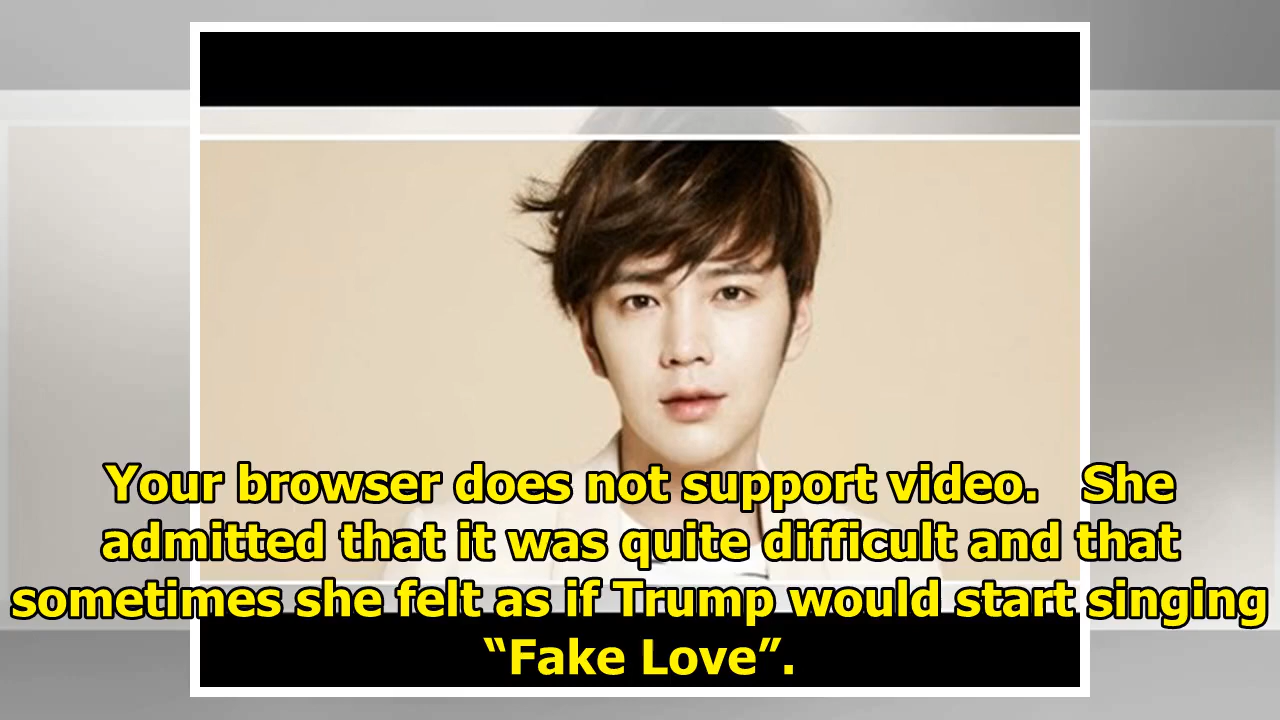 Your browser does not support video.   She
admitted that it was quite difficult and that
sometimes she felt as if Trump would start singing
“Fake Love”.